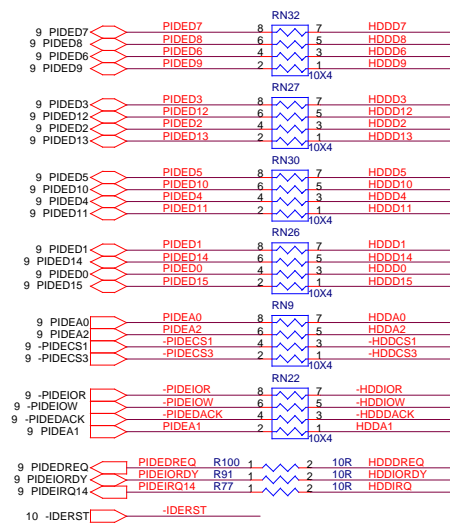 RN32
9 PIDED7 PIDED7 8 7 HDDD7
9 PIDED8 PIDED8 6 5 HDDD8
9 PIDED6 PIDED6 4 3 HDDD6
9 PIDED9 PIDED9 2 1 HDDD9
10X4
RN27
9 PIDED3 PIDED3 8 7 HDDD3
9 PIDED12 PIDED12 6 5 HDDD12
9 PIDED2 PIDED2 4 3 HDDD2
9 PIDED13 PIDED13 2 1 HDDD13
10X4
RN30
9 PIDED5 PIDED5 8 7 HDDD5
9 PIDED10 PIDED10 6 5 HDDD10
9 PIDED4 PIDED4 4 3 HDDD4
9 PIDED11 PIDED11 2 1 HDDD11
10X4
RN26
9 PIDED1 PIDED1 8 7 HDDD1
9 PIDED14 PIDED14 6 5 HDDD14
9 PIDED0 PIDED0 4 3 HDDD0
9 PIDED15 PIDED15 2 1 HDDD15
10X4
RN9
9 PIDEA0 PIDEA0 8 7 HDDA0
9 PIDEA2 PIDEA2 6 5 HDDA2
9 -PIDECS1 -PIDECS1 4 3 -HDDCS1
9 -PIDECS3 -PIDECS3 2 1 -HDDCS3
10X4
RN22
9 -PIDEIOR -PIDEIOR 8 7 -HDDIOR
9 -PIDEIOW -PIDEIOW 6 5 -HDDIOW
9 -PIDEDACK -PIDEDACK 4 3 -HDDDACK
9 PIDEA1 PIDEA1 2 1 HDDA1
10X4
9 PIDEDREQ PIDEDREQ R100 1 2 10R HDDDREQ
9 PIDEIORDY PIDEIORDY R91 1 2 10R HDDIORDY
9 PIDEIRQ14 PIDEIRQ14 R77 1 2 10R HDDIRQ
10 -IDERST -IDERST